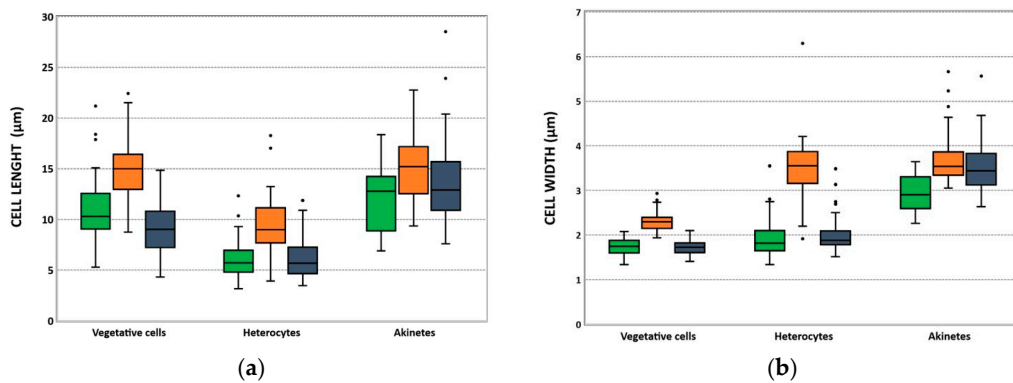 30
25
20
15
10
5
0
CELL LENGHT (µm)
Vegetative cells Heterocytes Akinetes
(a)
7
6
5
4
3
2
1
0
CELL WIDTH (µm)
Vegetative cells Heterocytes Akinetes
(b)